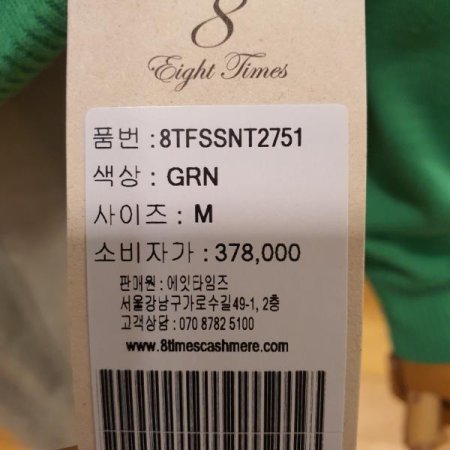 8
Eight Times
품번 : 8TFSSNT2751
색상 : GRN
사이즈 : M
소비자가 : 378,000
판매원 : 에잇타임즈
서울강남구가로수길49-1, 2층
고객상담 : 070 8782 5100
www.8timescashmere.com